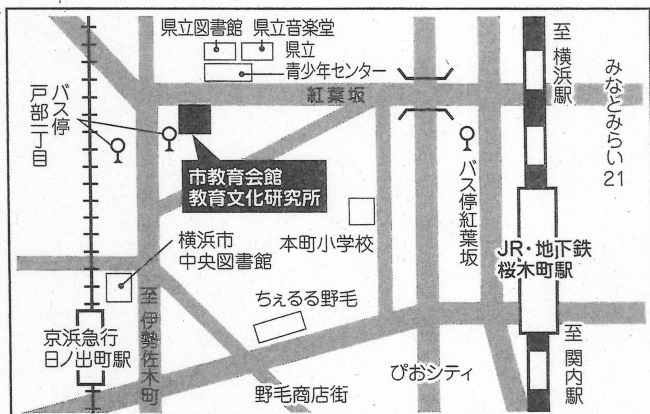 県立図書館
県立音楽堂
県立
青少年センター
至
横浜駅
みなとみらい21
バス停
戸部一丁目
紅葉坂
市教育会館
教育文化研究所
バス停紅葉坂
本町小学校
横浜市
中央図書館
JR・地下鉄
桜木町駅
至
伊勢佐木町
ちぇるる野毛
京浜急行
日ノ出町駅
野毛商店街
ぴおシティ
至
関内駅